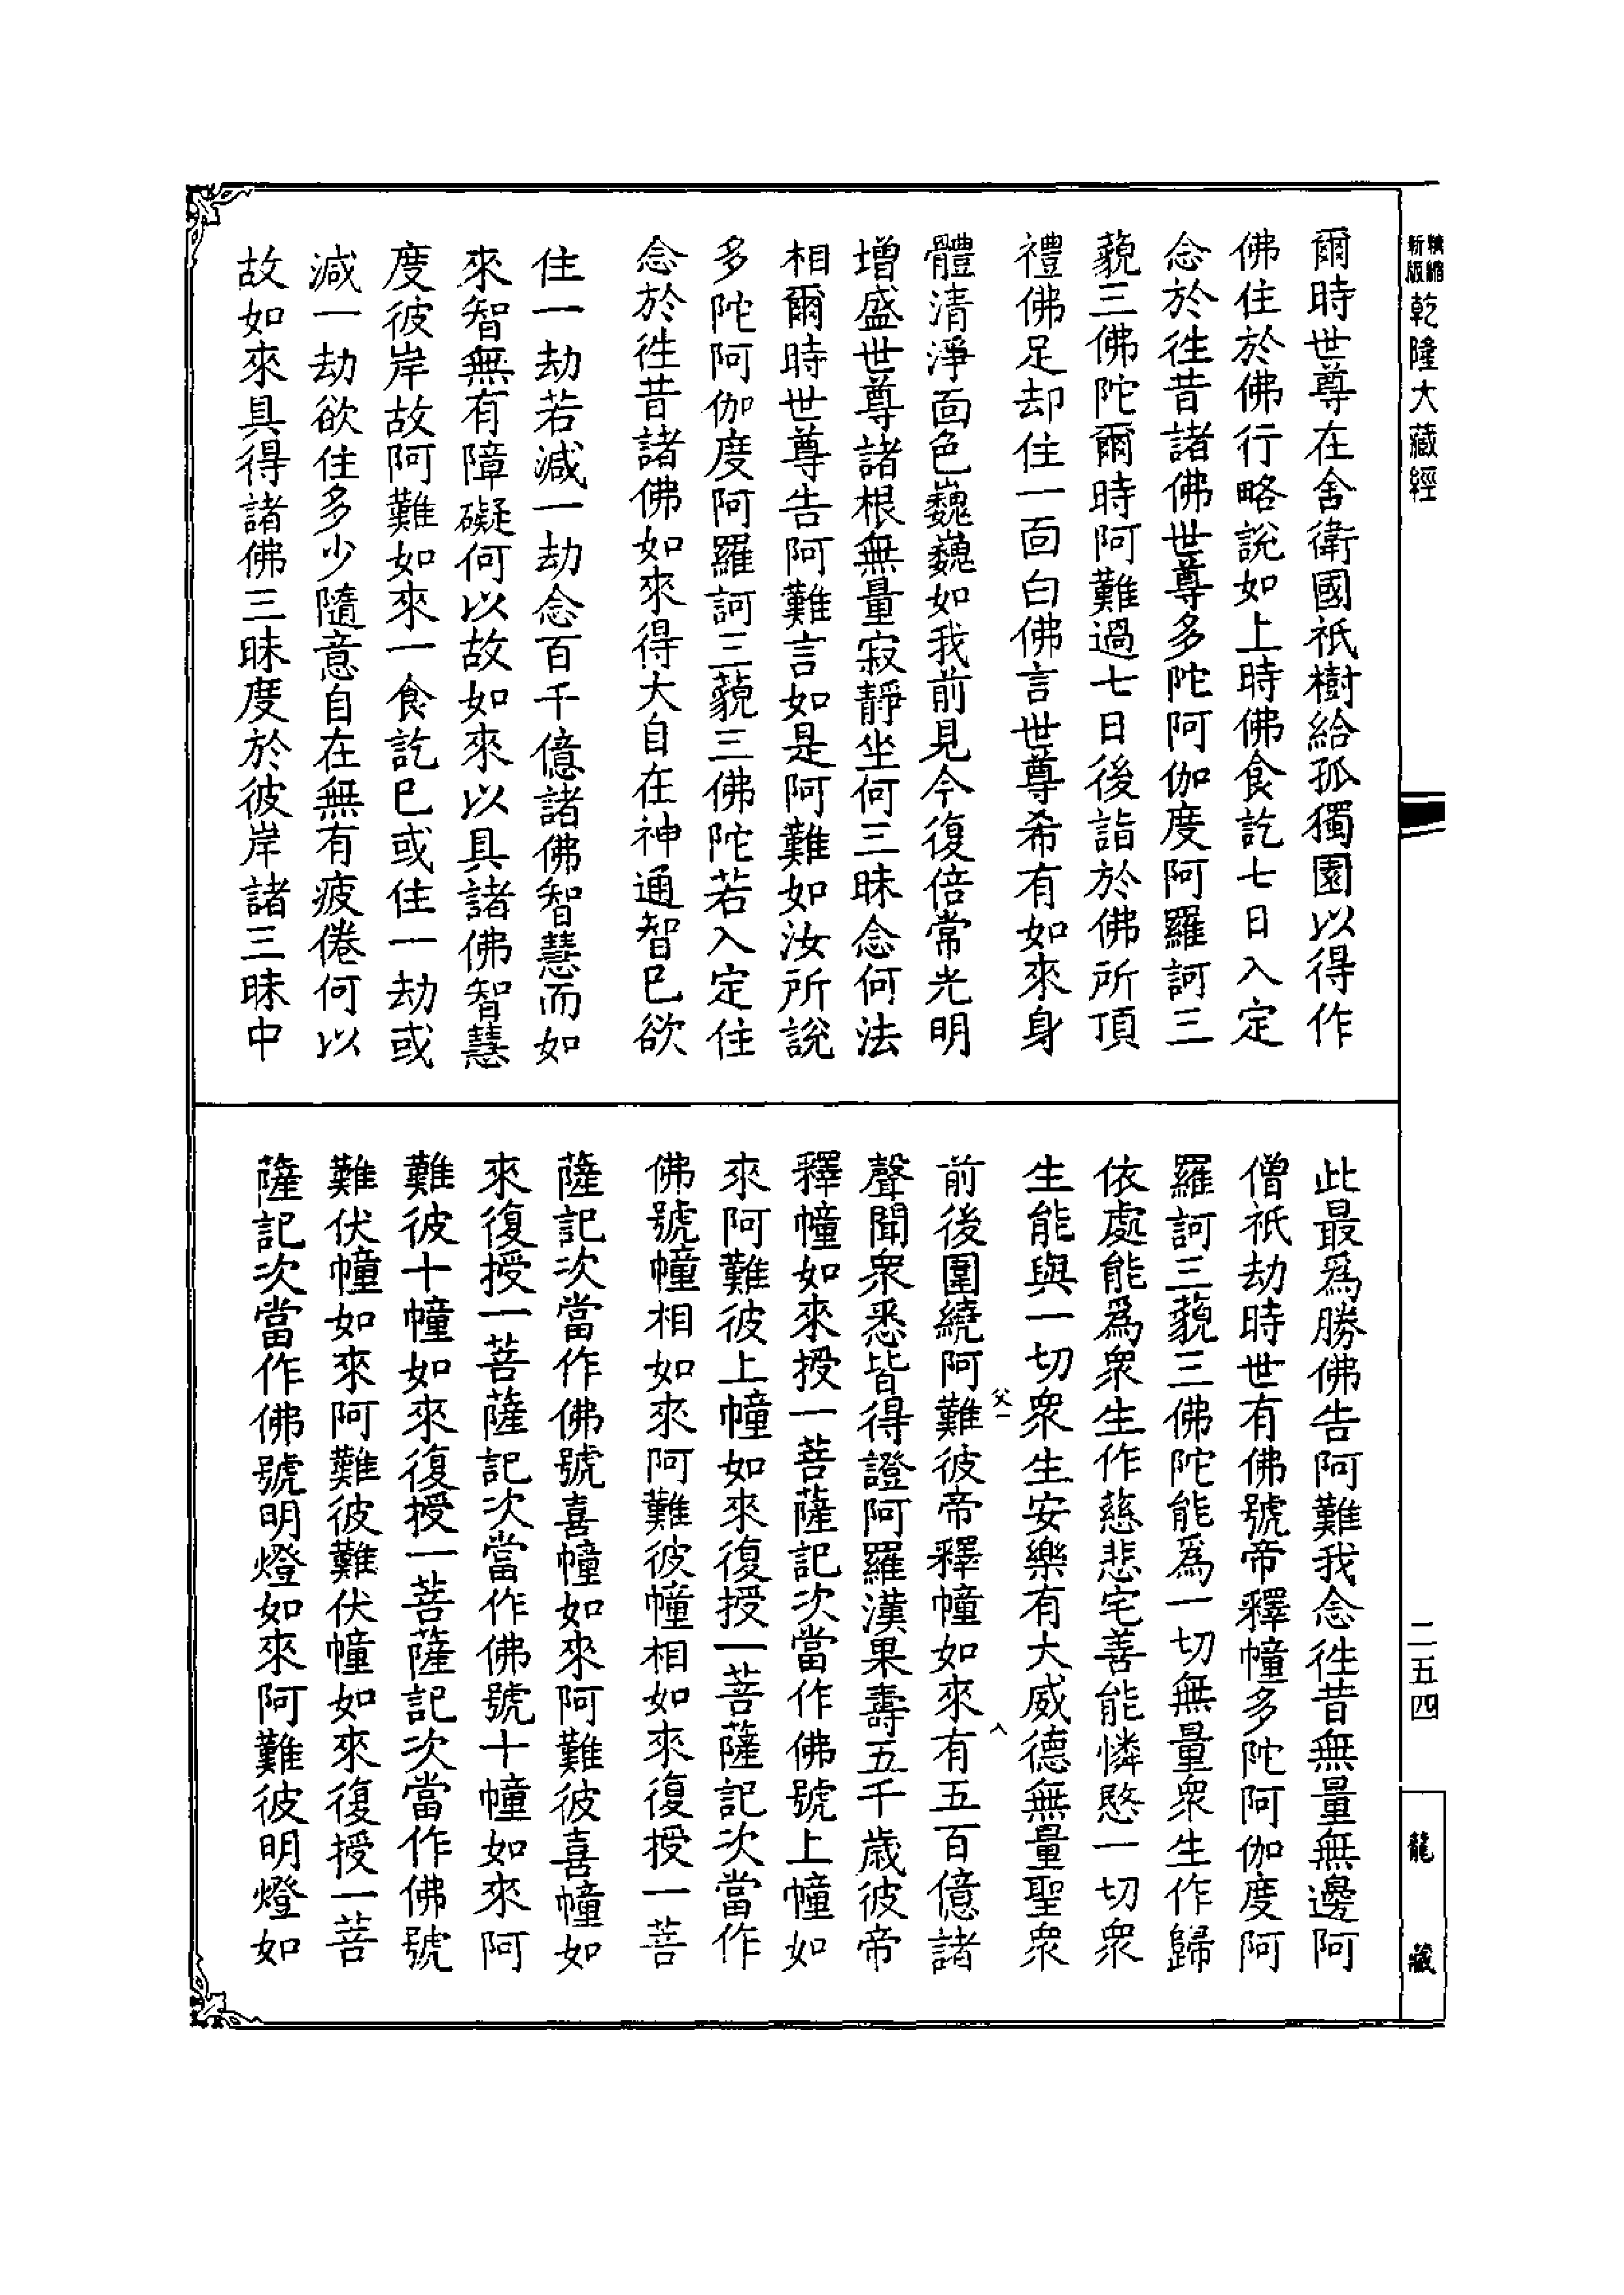 精縮新版乾隆大藏經
爾時世尊在舍衛國祇樹給孤獨園以得作
佛住於佛行略說如上時佛食訖七日入定
念於往昔諸佛世尊多陀阿伽度阿羅訶三
藐三佛陀爾時阿難過七日後詣於佛所頂
禮佛足却住一面白佛言世尊希有如來身
體清淨面色巍巍如我前見今復倍常光明
增盛世尊諸根無量寂靜坐何三昧念何法
相爾時世尊告阿難言如是阿難如汝所說
多陀阿伽度阿羅訶三藐三佛陀若入定住
念於往昔諸佛如來得大自在神通智巳欲
住一劫若減一劫念百千億諸佛智慧而如
來智無有障礙何以故如來以具諸佛智慧
度彼岸故阿難如來一食訖巳或住一劫或
減一劫欲住多少隨意自在無有疲倦何以
故如來具得諸佛三昧度於彼岸諸三昧中
此最爲勝佛告阿難我念往昔無量無邊阿
僧祇劫時世有佛號帝釋幢多陀阿伽度阿
羅訶三藐三佛陀能爲一切無量眾生作歸
依處能爲眾生作慈悲宅善能憐愍一切眾
生能與一切眾生安樂有大威德無量聖眾
父一 八
前後圍繞阿難彼帝釋幢如來有五百億諸
聲聞眾悉皆得證阿羅漢果壽五千歲彼帝
釋幢如來授一菩薩記次當作佛號上幢如
來阿難彼上幢如來復授一菩薩記次當作
佛號幢相如來阿難彼幢相如來復授一菩
薩記次當作佛號喜幢如來阿難彼喜幢如
來復授一菩薩記次當作佛號十幢如來阿
難彼十幢如來復授一菩薩記次當作佛號
難伏幢如來阿難彼難伏幢如來復授一菩
薩記次當作佛號明燈如來阿難彼明燈如
二五四
龍藏